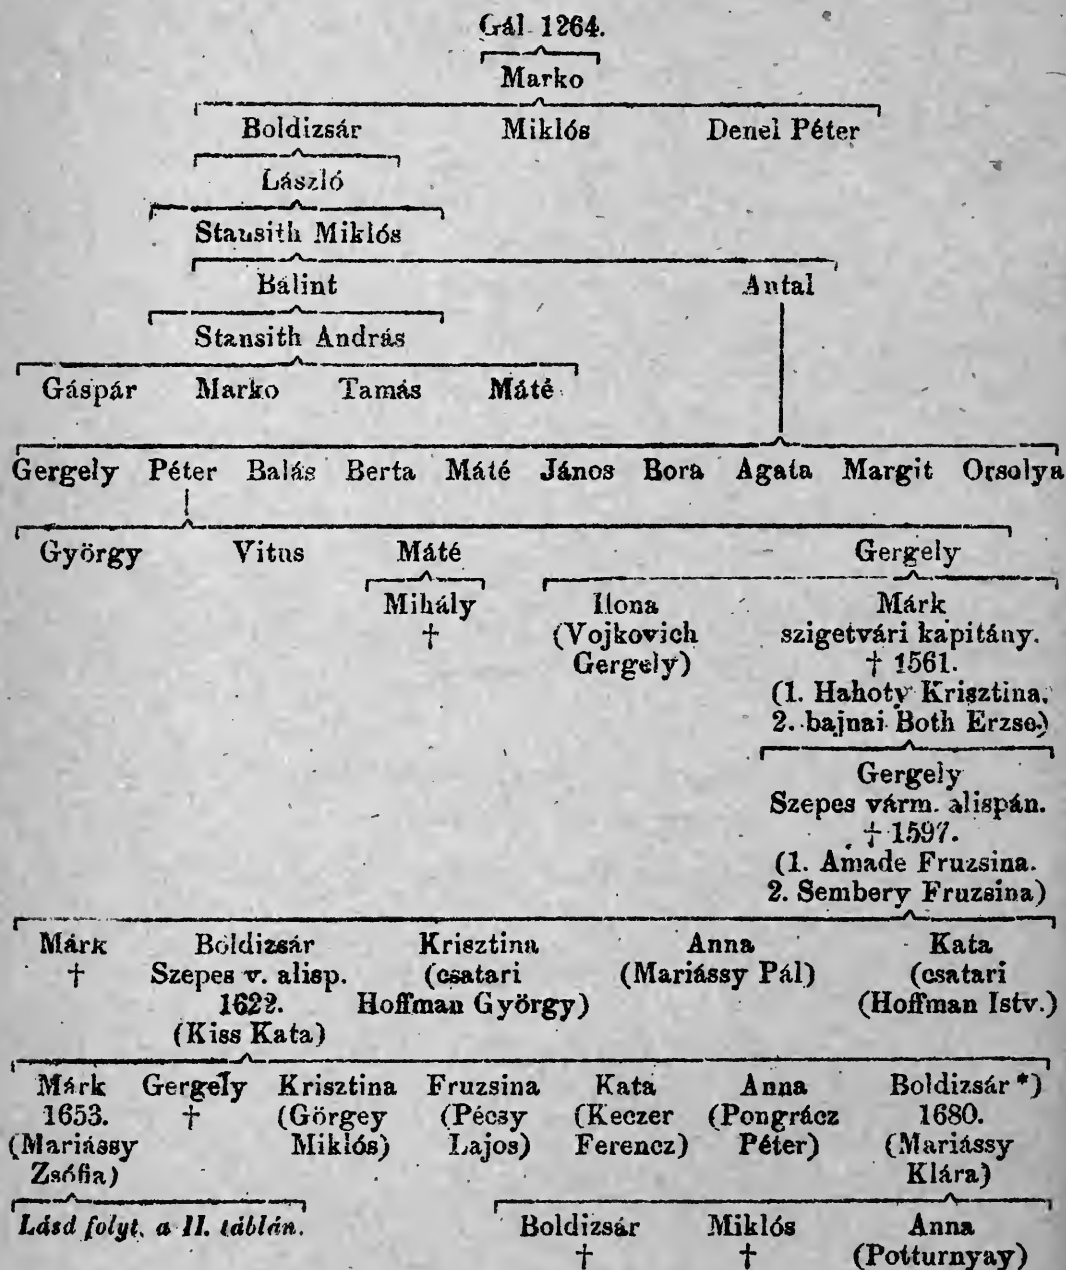 Gál 1264.
Marko
Boldizsár Miklós Denel Péter
László
Stansith Miklós
Bálint Antal
Stansith András
Gáspár Marko Tamás Máté
Gergely Péter Balás Berta Máté János Bora Agata Margit Orsolya
György Vitus Máté Gergely
Mihály Ilona Márk
† (Vojkovich szigetvári kapitány.
Gergely) † 1561.
(1. Hahoty Krisztina.
2. bajnai Both Erzse.)
Gergely
Szepes várm. alispán.
† 1597.
(1. Amade Fruzsina.
2. Sembery Fruzsina)
Márk Boldizsár Krisztina Anna Kata
† Szepes v. alisp. (csatari (Mariássy Pál) (csatari
1622. Hoffman György) (Hoffman Istv.)
(Kiss Kata)
Márk Gergely Krisztina Fruzsina Kata Anna Boldizsár *)
1653. † (Görgey (Pécsy (Keczer (Pongrácz 1680.
(Mariássy Miklós) Lajos) Ferencz) Péter) (Mariássy
Zsófia) Klára)
Lásd folyt. a II. táblán. Boldizsár Miklós Anna
† † (Potturnyay)